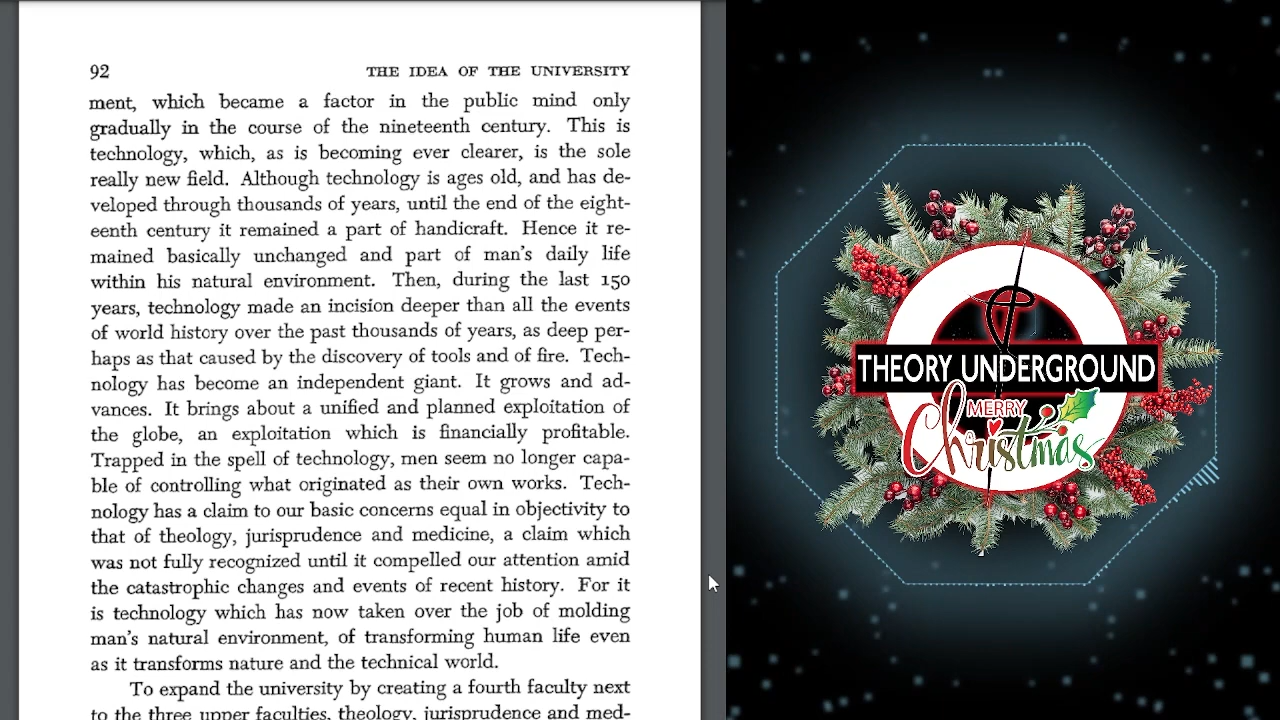 92 THE IDEA OF THE UNIVERSITY
ment, which became a factor in the public mind only
gradually in the course of the nineteenth century. This is
technology, which, as is becoming ever clearer, is the sole
really new field. Although technology is ages old, and has de-
veloped through thousands of years, until the end of the eight-
eenth century it remained a part of handicraft. Hence it re-
mained basically unchanged and part of man's daily life
within his natural environment. Then, during the last 150
years, technology made an incision deeper than all the events
of world history over the past thousands of years, as deep per-
haps as that caused by the discovery of tools and of fire. Tech-
nology has become an independent giant. It grows and ad-
vances. It brings about a unified and planned exploitation of
the globe, an exploitation which is financially profitable.
Trapped in the spell of technology, men seem no longer capa-
ble of controlling what originated as their own works. Tech-
nology has a claim to our basic concerns equal in objectivity to
that of theology, jurisprudence and medicine, a claim which
was not fully recognized until it compelled our attention amid
the catastrophic changes and events of recent history. For it
is technology which has now taken over the job of molding
man's natural environment, of transforming human life even
as it transforms nature and the technical world.
To expand the university by creating a fourth faculty next
to the three upper faculties, theology, jurisprudence and med-
THEORY UNDERGROUND
MERRY
Christmas